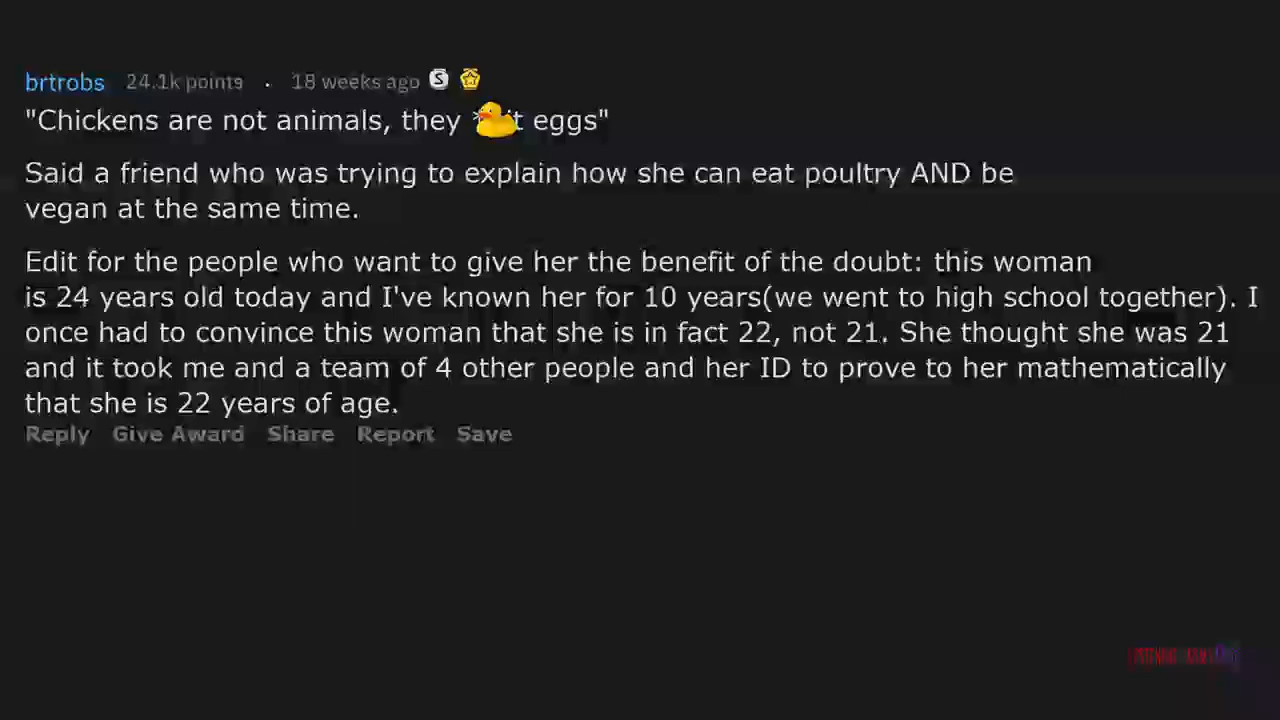 brtrobs 24.1k points . 18 weeks ago S
"Chickens are not animals, they t eggs"
Said a friend who was trying to explain how she can eat poultry AND be
vegan at the same time.
Edit for the people who want to give her the benefit of the doubt: this woman
is 24 years old today and I've known her for 10 years(we went to high school together). I
once had to convince this woman that she is in fact 22, not 21. She thought she was 21
and it took me and a team of 4 other people and her ID to prove to her mathematically
that she is 22 years of age.
Reply Give Award Share Report Save